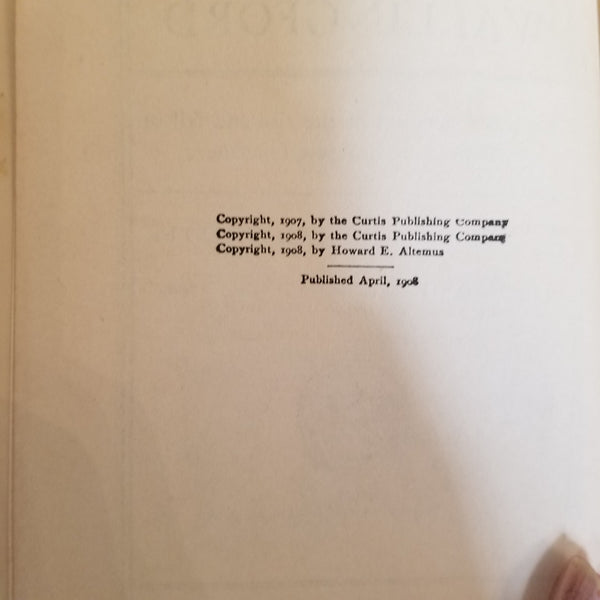 Copyright, 1907, by the Curtis Publishing Company
Copyright, 1908, by the Curtis Publishing Company
Copyright, 1908, by Howard E. Altemus
Published April, 1908